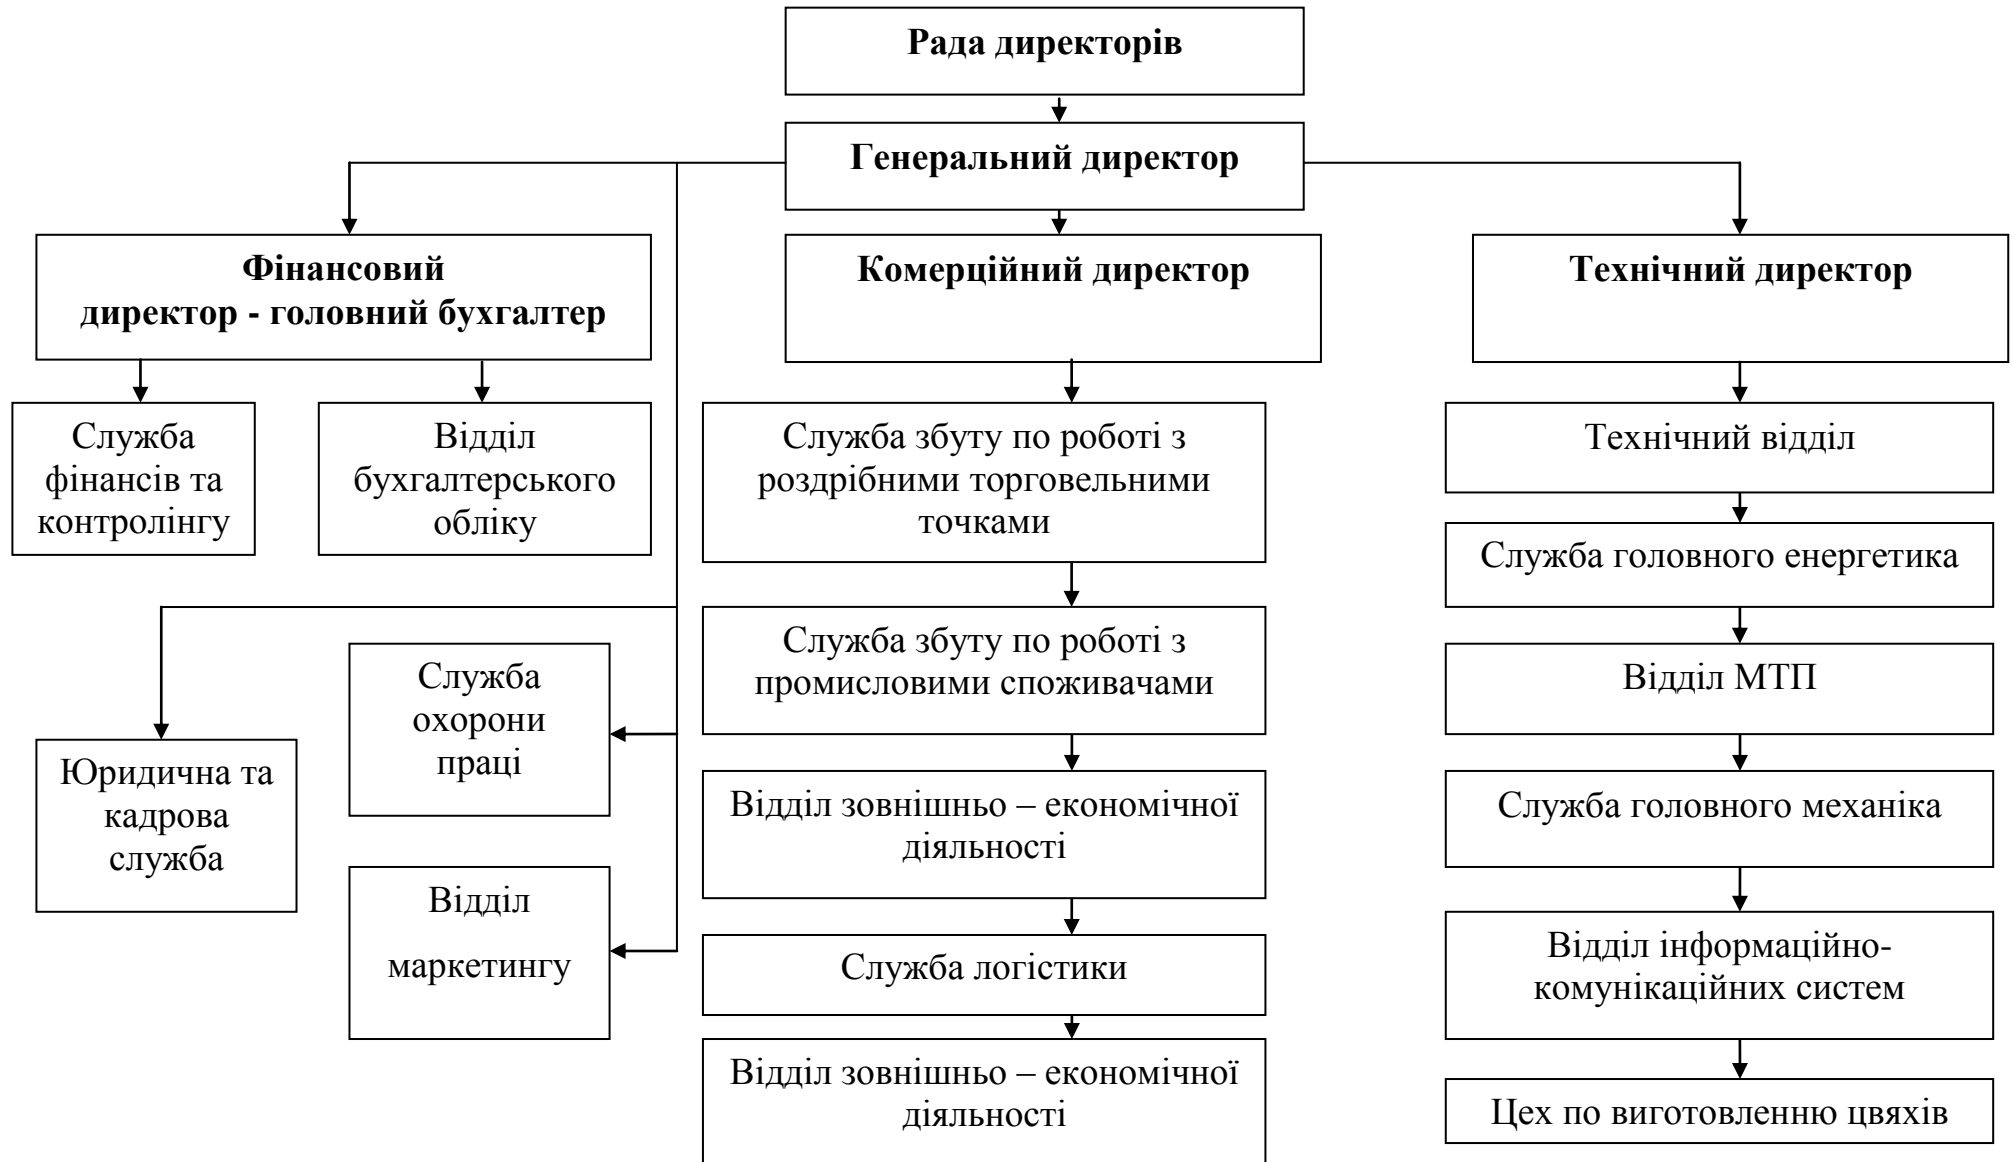 Рада директорів
Генеральний директор
Фінансовий
директор - головний бухгалтер
Комерційний директор
Технічний директор
Служба
фінансів та
контролінгу
Відділ
бухгалтерського
обліку
Служба збуту по роботі з
роздрібними торговельними
точками
Технічний відділ
Служба головного енергетика
Служба збуту по роботі з
промисловими споживачами
Відділ МТП
Служба
охорони
праці
Юридична та
кадрова
служба
Відділ зовнішньо – економічної
діяльності
Служба головного механіка
Відділ
маркетингу
Служба логістики
Відділ інформаційно-
комунікаційних систем
Відділ зовнішньо – економічної
діяльності
Цех по виготовленню цвяхів